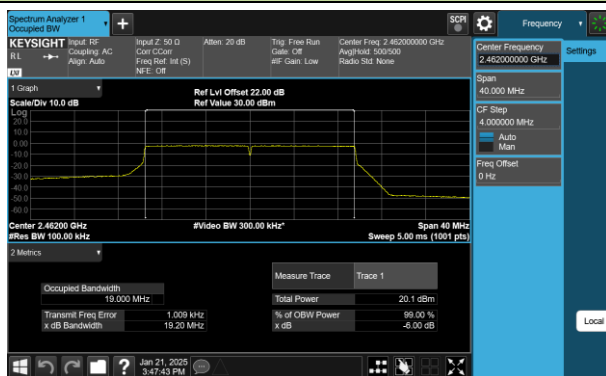 Spectrum Analyzer 1
Occupied BW
+
SCPI
Frequency
Settings
KEYSIGHT
RL
LXI
Input: RF
Coupling: AC
Align: Auto
Input Z: 50 Ω
Corr CCorr
Freq Ref: Int (S)
NFE: Off
Atten: 20 dB
Trig: Free Run
Gate: Off
#IF Gain: Low
Center Freq: 2.462000000 GHz
Avg|Hold: 500/500
Radio Std: None
Center Frequency
2.462000000 GHz
Span
40.000 MHz
CF Step
4.000000 MHz
Auto
Man
Freq Offset
0 Hz
Local
1 Graph
Scale/Div 10.0 dB
Ref Lvl Offset 22.00 dB
Ref Value 30.00 dBm
Log
20.0
10.0
0.00
-10.0
-20.0
-30.0
-40.0
-50.0
-60.0
Center 2.46200 GHz
#Res BW 100.00 kHz
#Video BW 300.00 kHz*
Span 40 MHz
Sweep 5.00 ms (1001 pts)
2 Metrics
Measure Trace Trace 1
Occupied Bandwidth
19.000 MHz
Total Power 20.1 dBm
Transmit Freq Error 1.009 kHz
% of OBW Power 99.00 %
x dB Bandwidth 19.20 MHz
x dB -6.00 dB
?
Jan 21, 2025
3:47:43 PM